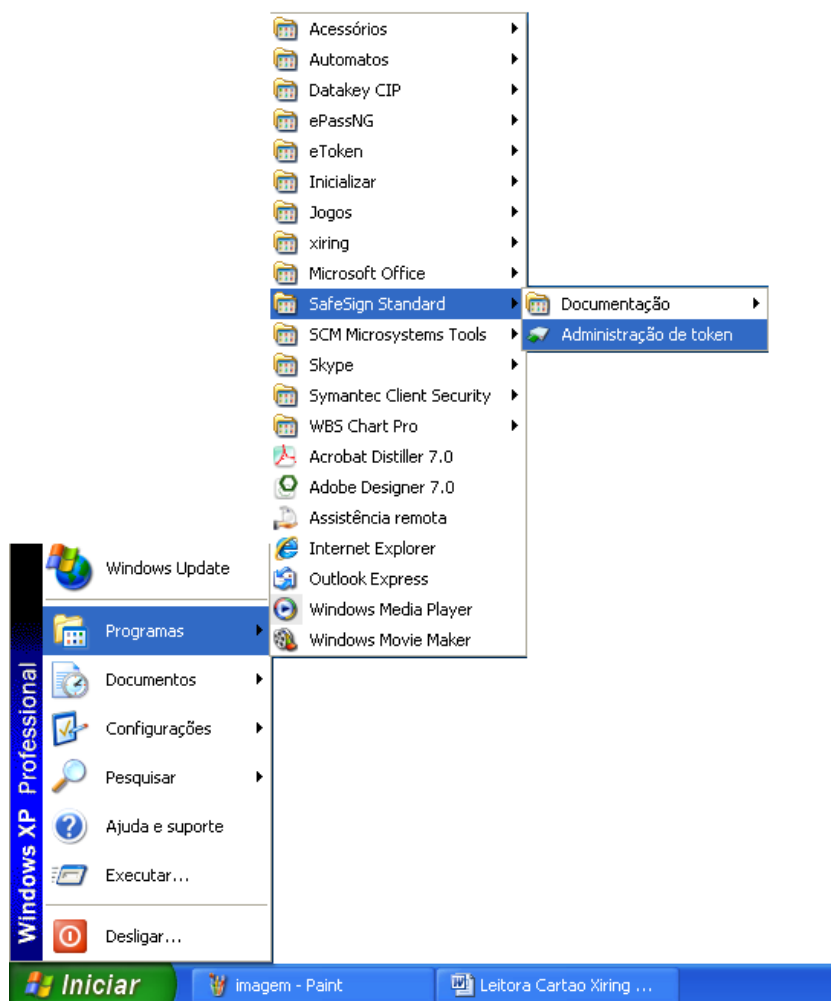 Acessórios
Automatos
Datakey CIP
ePassNG
eToken
Inicializar
Jogos
xiring
Microsoft Office
SafeSign Standard
SCM Microsystems Tools
Skype
Symantec Client Security
WBS Chart Pro
Acrobat Distiller 7.0
Adobe Designer 7.0
Assistência remota
Internet Explorer
Outlook Express
Windows Media Player
Windows Movie Maker
Documentação
Administração de token
Windows Update
Programas
Documentos
Configurações
Pesquisar
Ajuda e suporte
Executar...
Desligar...
Windows XP Professional
Iniciar
imagem - Paint
Leitora Cartao Xiring ...